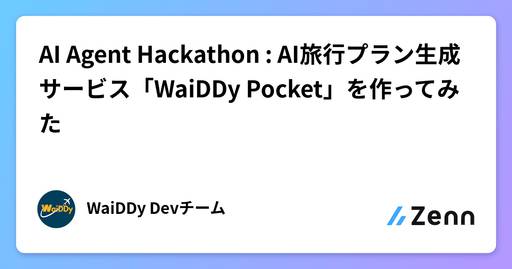 AI Agent Hackathon : AI旅行プラン生成
サービス「WaiDDy Pocket」を作ってみ
た
WaiDDy
WaiDDy Devチーム
Zenn